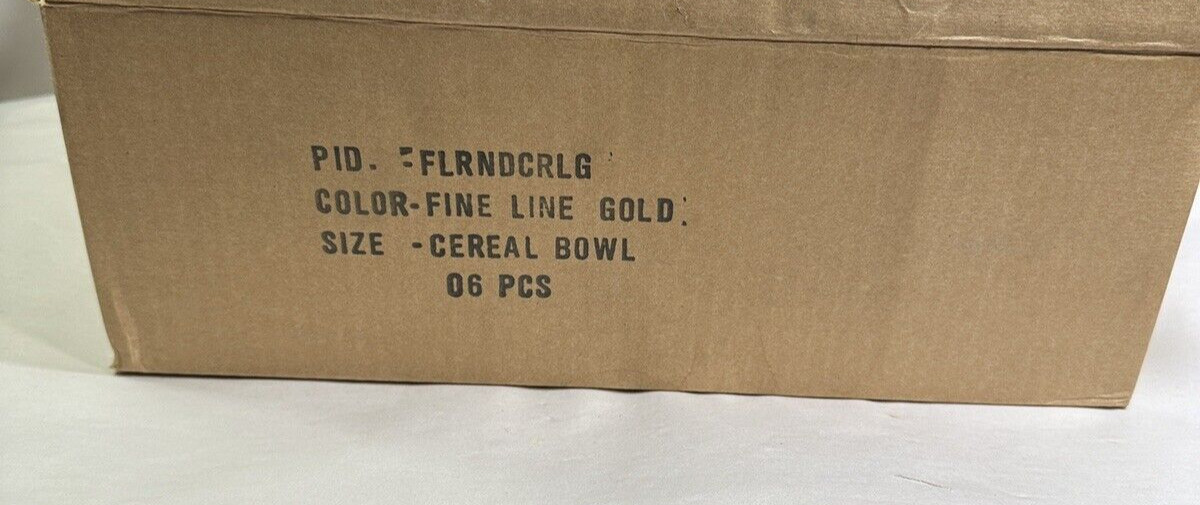 PID. -FLRNDCRLG
COLOR-FINE LINE GOLD
SIZE -CEREAL BOWL
06 PCS